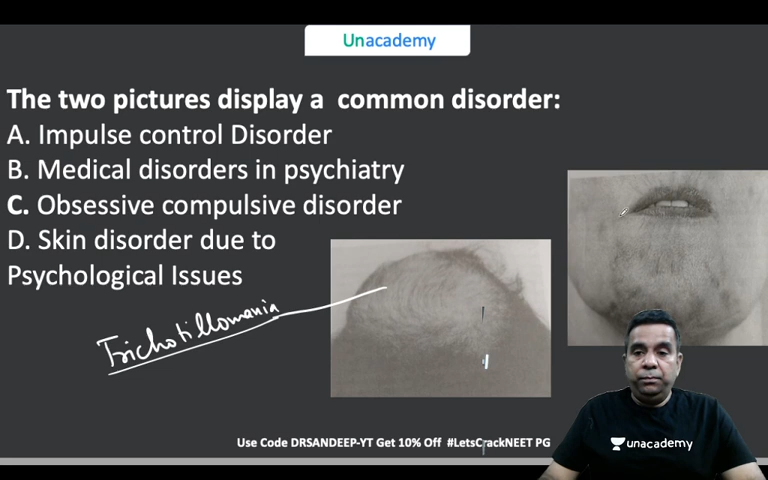 Unacademy
The two pictures display a common disorder:
A. Impulse control Disorder
B. Medical disorders in psychiatry
C. Obsessive compulsive disorder
D. Skin disorder due to
Psychological Issues
Trichotillomania
Use Code DRSANDEEP-YT Get 10% Off #LetsCrackNEET PG
unacademy